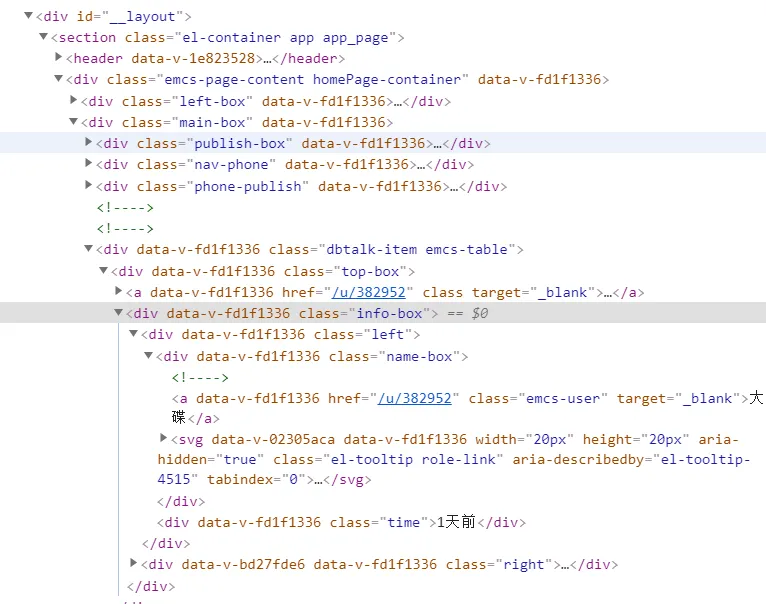 ▼<div id="__layout">
▼<section class="el-container app app_page">
▶<header data-v-1e823528>…</header>
▼<div class="emcs-page-content homePage-container" data-v-fd1f1336>
▶<div class="left-box" data-v-fd1f1336>…</div>
▼<div class="main-box" data-v-fd1f1336>
▶<div class="publish-box" data-v-fd1f1336>…</div>
▶<div class="nav-phone" data-v-fd1f1336>…</div>
▶<div class="phone-publish" data-v-fd1f1336>…</div>
<!---->
<!---->
▼<div data-v-fd1f1336 class="dbtalk-item emcs-table">
▼<div data-v-fd1f1336 class="top-box">
▶<a data-v-fd1f1336 href="/u/382952" class target="_blank">…</a>
▼<div data-v-fd1f1336 class="info-box"> == $0
▼<div data-v-fd1f1336 class="left">
▼<div data-v-fd1f1336 class="name-box">
<!---->
<a data-v-fd1f1336 href="/u/382952" class="emcs-user" target="_blank">大
碟</a>
▶<svg data-v-02305aca data-v-fd1f1336 width="20px" height="20px" aria-
hidden="true" class="el-tooltip role-link" aria-describedby="el-tooltip-
4515" tabindex="0">…</svg>
</div>
<div data-v-fd1f1336 class="time">1天前</div>
</div>
▶<div data-v-bd27fde6 data-v-fd1f1336 class="right">…</div>
</div>